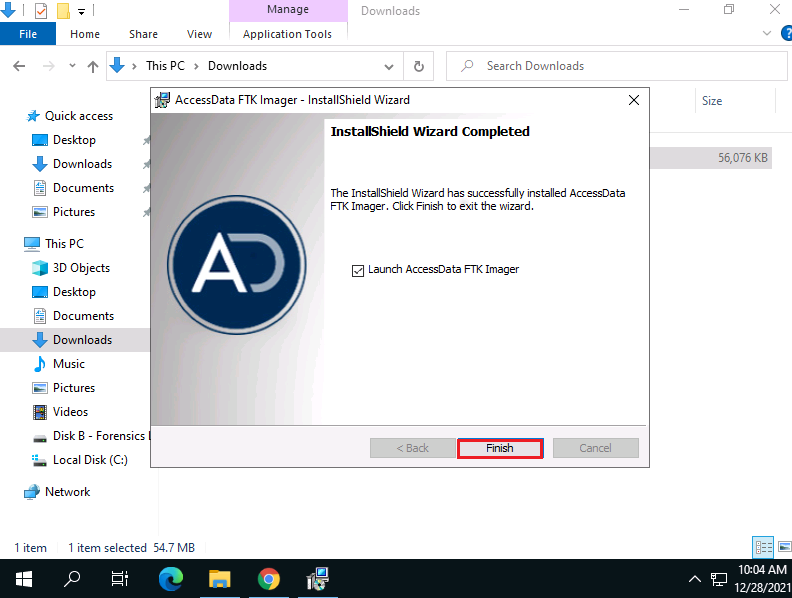 Manage
Downloads
File
Home
Share
View
Application Tools
?
This PC
Downloads
Search Downloads
AccessData FTK Imager - InstallShield Wizard
Size
56,076 KB
InstallShield Wizard Completed
The InstallShield Wizard has successfully installed AccessData
FTK Imager. Click Finish to exit the wizard.
AD
Launch AccessData FTK Imager
< Back
Finish
Cancel
Quick access
Desktop
Downloads
Documents
Pictures
This PC
3D Objects
Desktop
Documents
Downloads
Music
Pictures
Videos
Disk B - Forensics
Local Disk (C:)
Network
1 item
1 item selected 54.7 MB
10:04 AM
12/28/2021